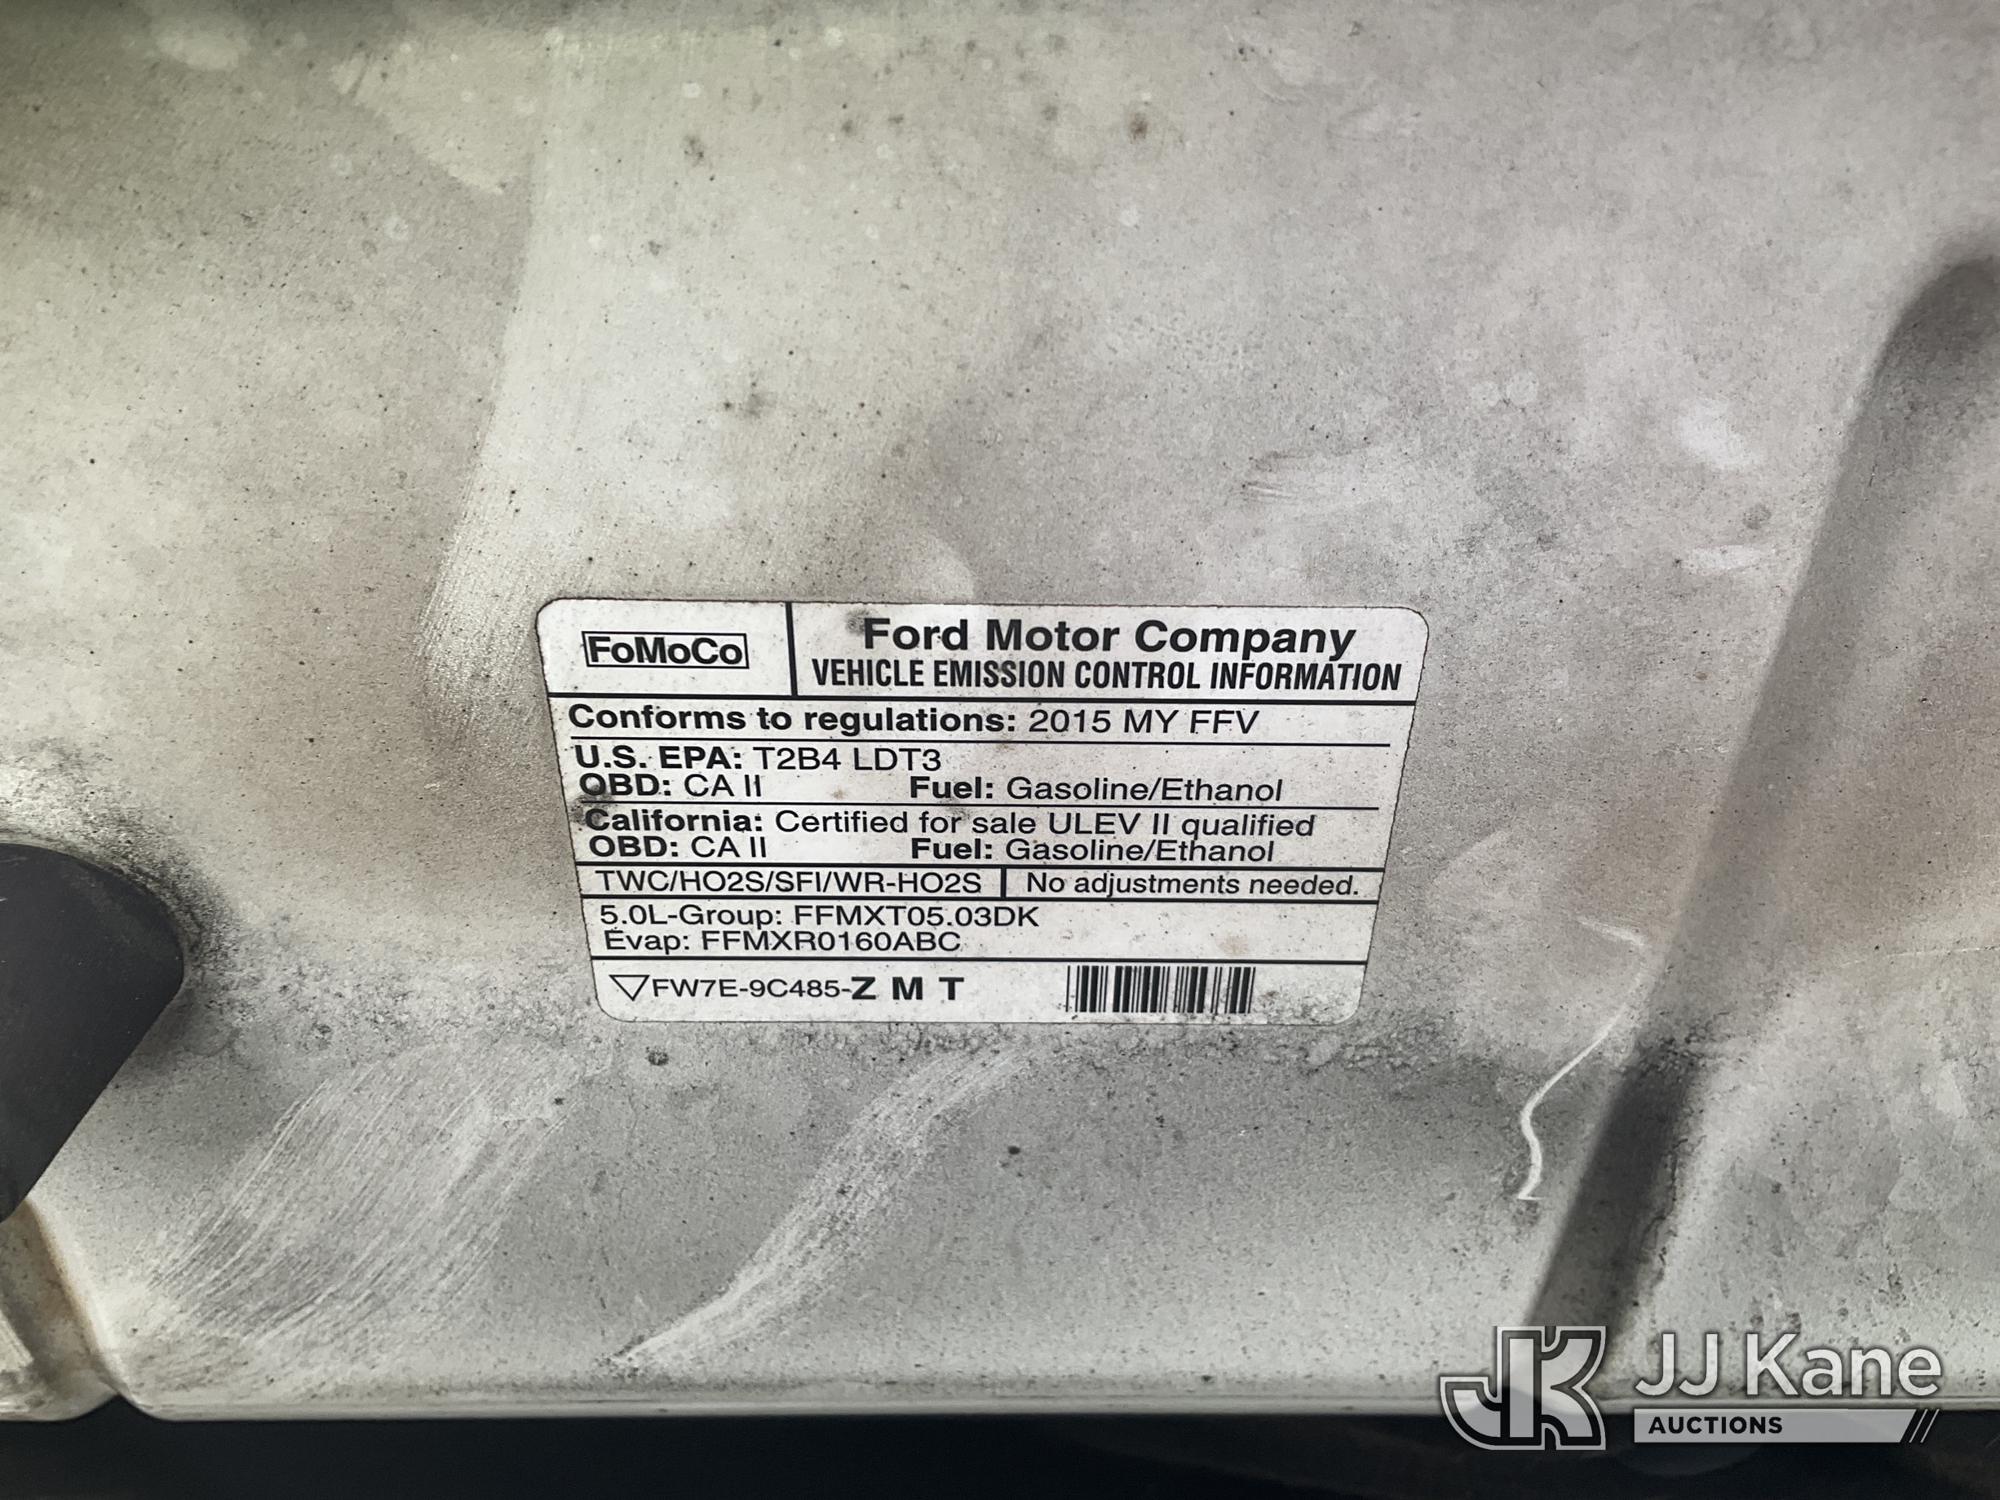 FoMoCo
Ford Motor Company
VEHICLE EMISSION CONTROL INFORMATION
Conforms to regulations: 2015 MY FFV
U.S. EPA: T2B4 LDT3
OBD: CA II Fuel: Gasoline/Ethanol
California: Certified for sale ULEV II qualified
OBD: CA II Fuel: Gasoline/Ethanol
TWC/HO2S/SFI/WR-HO2S No adjustments needed.
5.0L-Group: FFMXT05.03DK
Evap: FFMXR0160ABC
FW7E-9C485-Z M T
JK JJ Kane
AUCTIONS